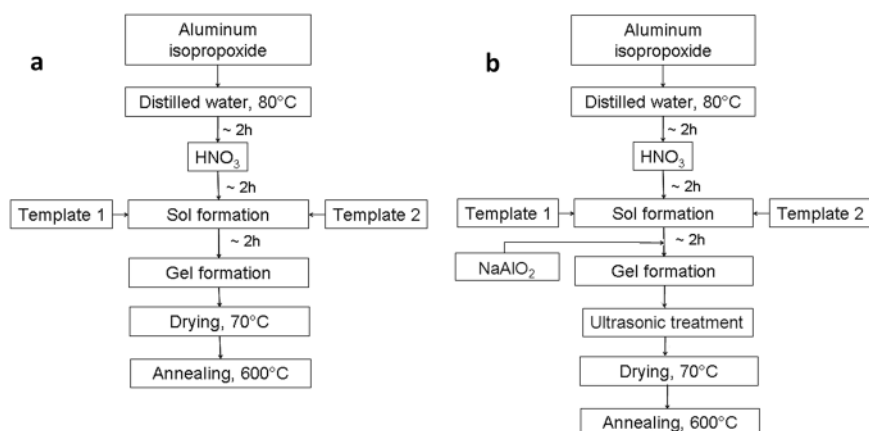 a
Aluminum
isopropoxide
Distilled water, 80°C
~ 2h
HNO₃
~ 2h
Template 1
Sol formation
Template 2
~ 2h
Gel formation
Drying, 70°C
Annealing, 600°C
b
Aluminum
isopropoxide
Distilled water, 80°C
~ 2h
HNO₃
~ 2h
Template 1
Sol formation
Template 2
~ 2h
NaAlO₂
Gel formation
Ultrasonic treatment
Drying, 70°C
Annealing, 600°C